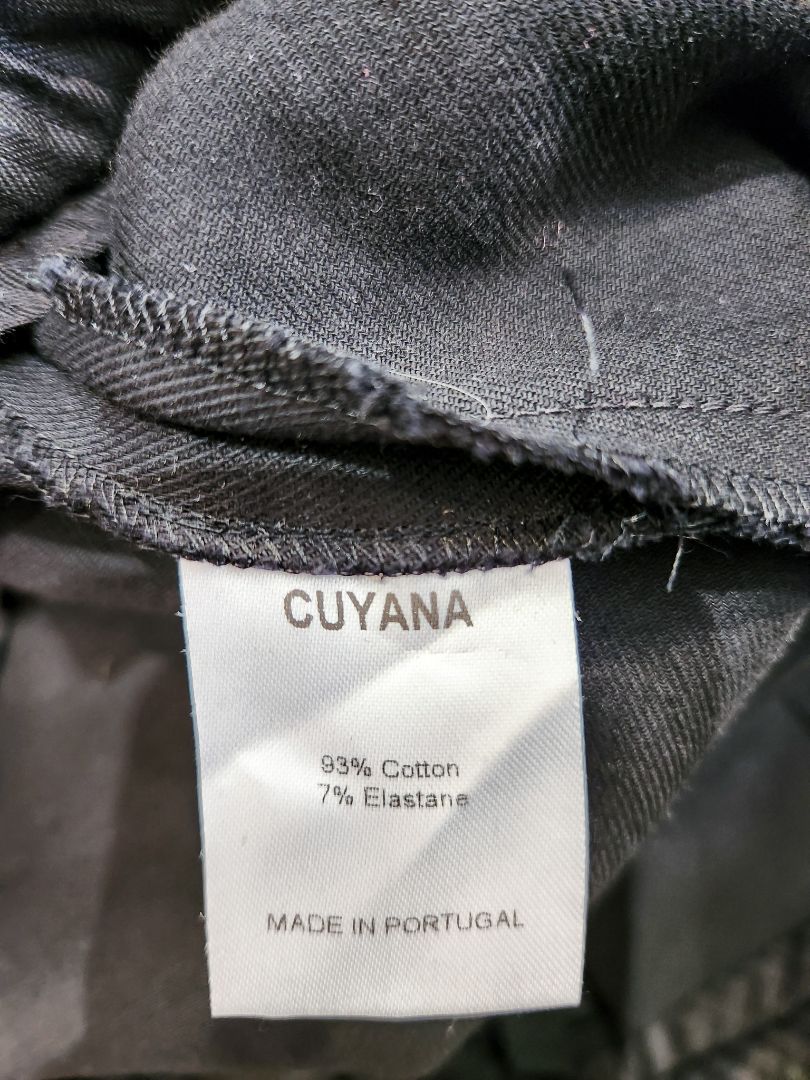 CUYANA
93% Cotton
7% Elastane
MADE IN PORTUGAL